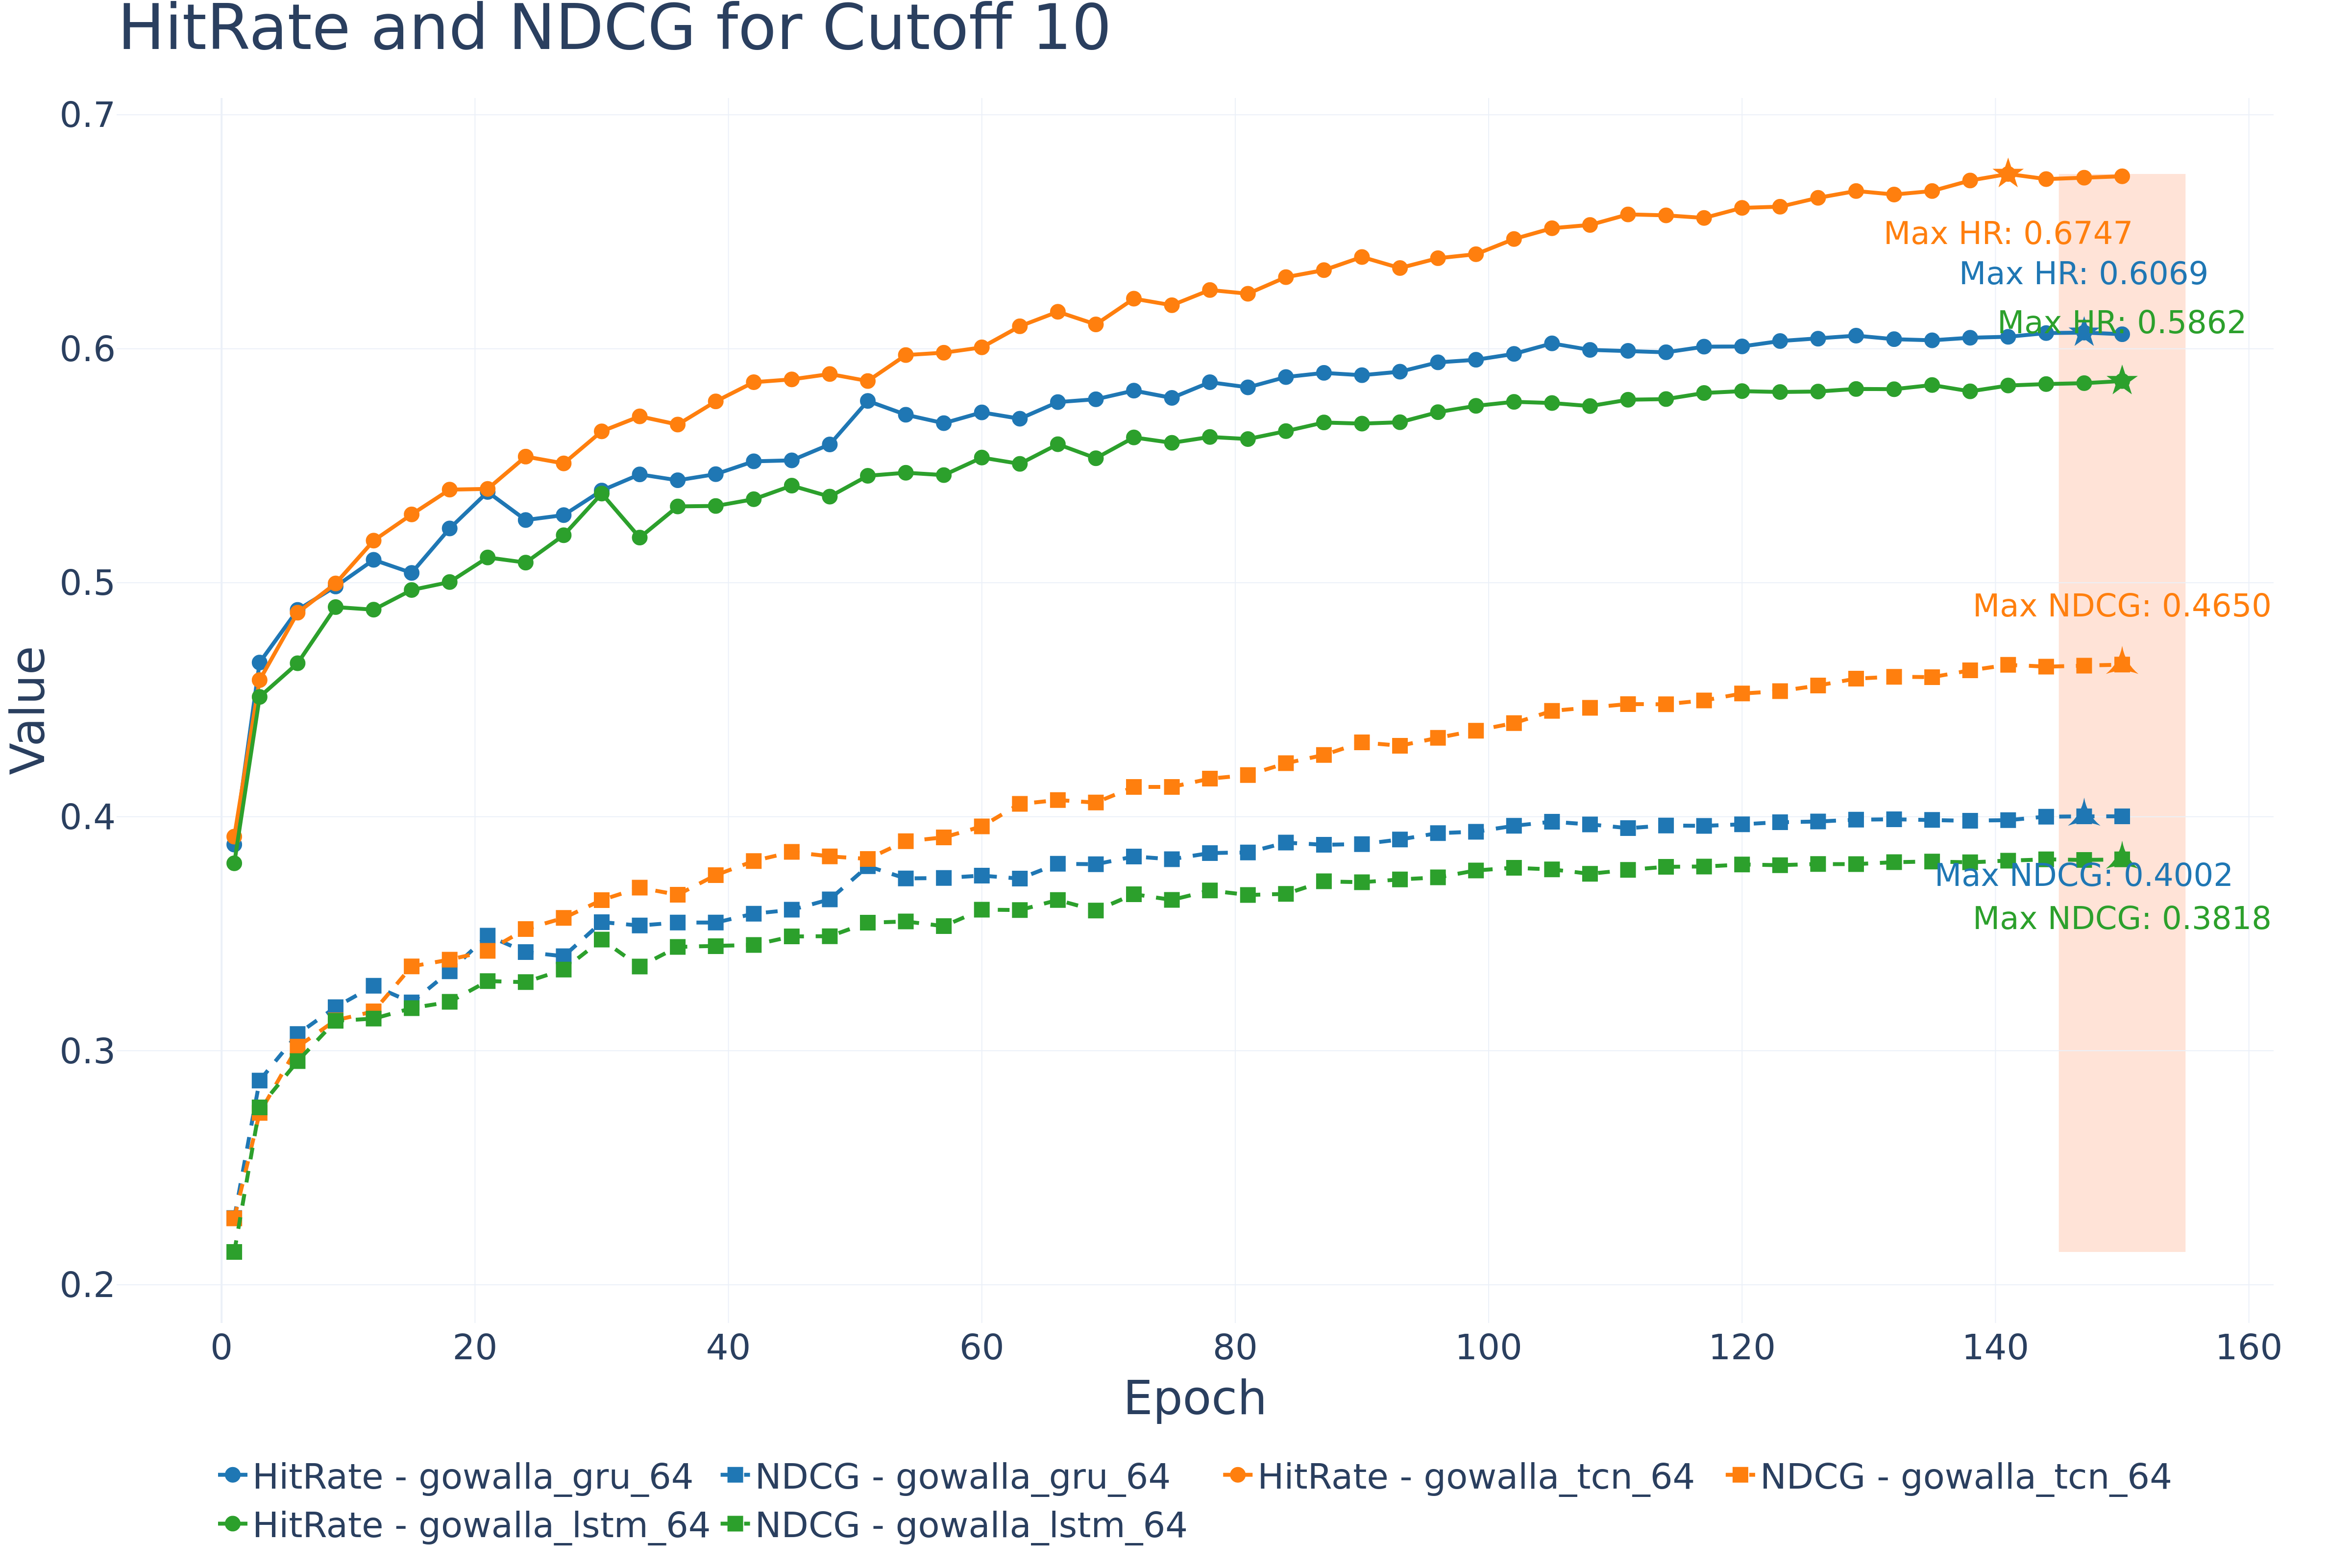 HitRate and NDCG for Cutoff 10
0.7
0.6
0.5
0.4
0.3
0.2
Value
Max HR: 0.6747
Max HR: 0.6069
Max HR: 0.5862
Max NDCG: 0.4650
Max NDCG: 0.4002
Max NDCG: 0.3818
0 20 40 60 80 100 120 140 160
Epoch
HitRate - gowalla_gru_64 NDCG - gowalla_gru_64 HitRate - gowalla_tcn_64 NDCG - gowalla_tcn_64
HitRate - gowalla_lstm_64 NDCG - gowalla_lstm_64